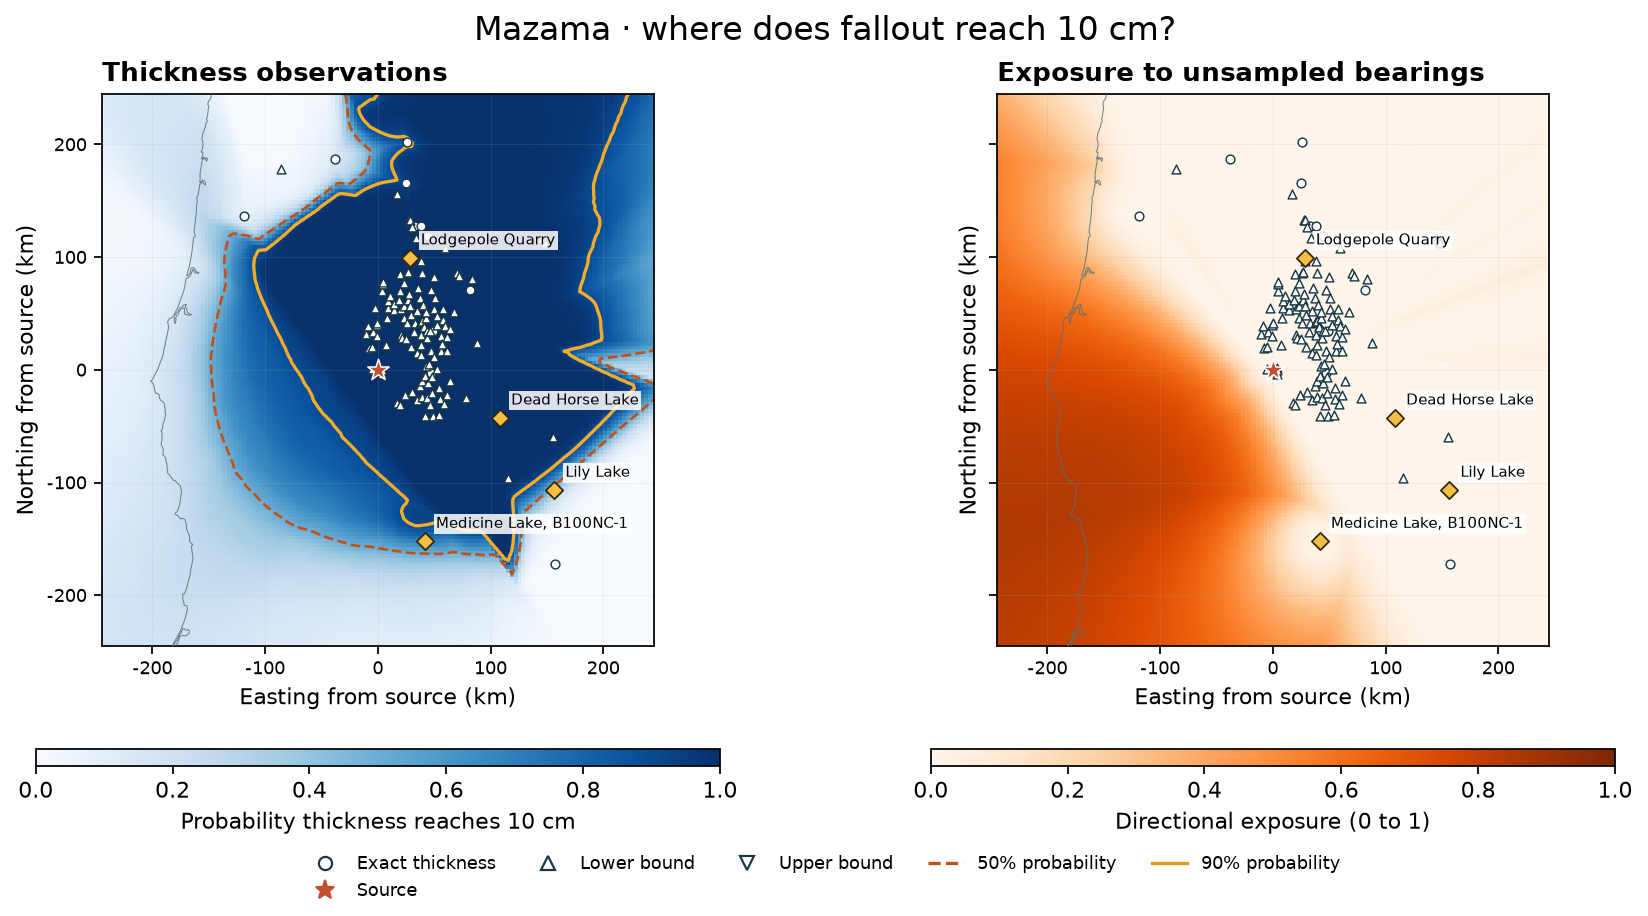 Mazama · where does fallout reach 10 cm?
Thickness observations
Exposure to unsampled bearings
Northing from source (km)
200
100
0
-100
-200
Lodgepole Quarry
Dead Horse Lake
Lily Lake
Medicine Lake, B100NC-1
-200 -100 0 100 200
Easting from source (km)
Northing from source (km)
Lodgepole Quarry
Dead Horse Lake
Lily Lake
Medicine Lake, B100NC-1
-200 -100 0 100 200
Easting from source (km)
0.0 0.2 0.4 0.6 0.8 1.0
Probability thickness reaches 10 cm
0.0 0.2 0.4 0.6 0.8 1.0
Directional exposure (0 to 1)
Exact thickness Lower bound Upper bound 50% probability 90% probability
Source